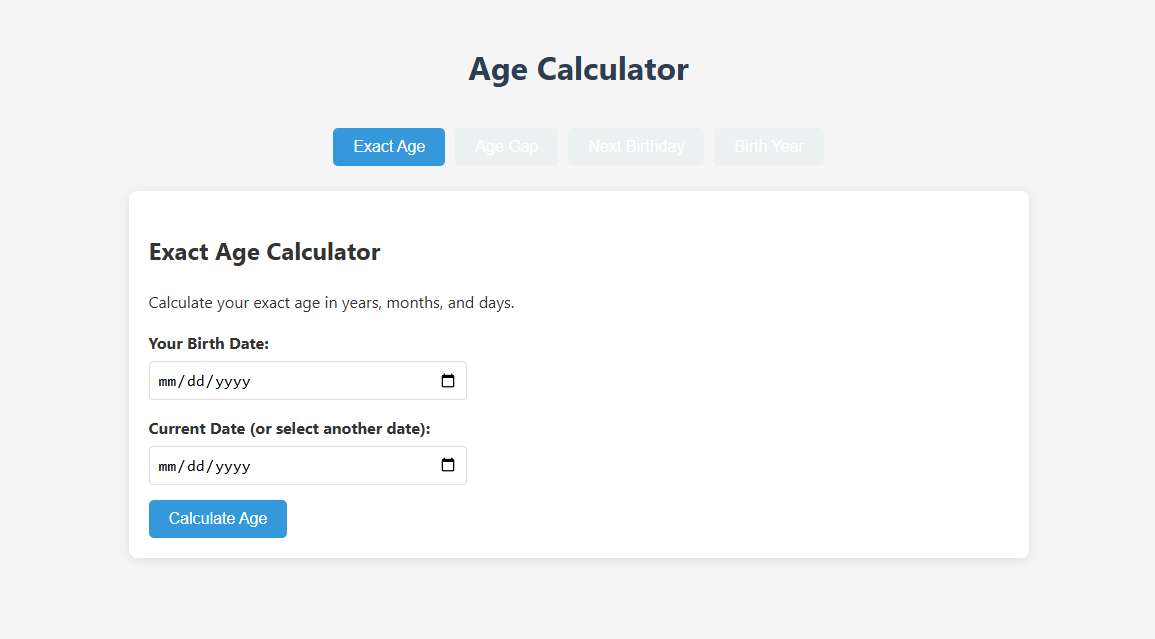 Age Calculator
Exact Age Age Gap Next Birthday Birth Year
Exact Age Calculator
Calculate your exact age in years, months, and days.
Your Birth Date:
mm/dd/yyyy
Current Date (or select another date):
mm/dd/yyyy
Calculate Age